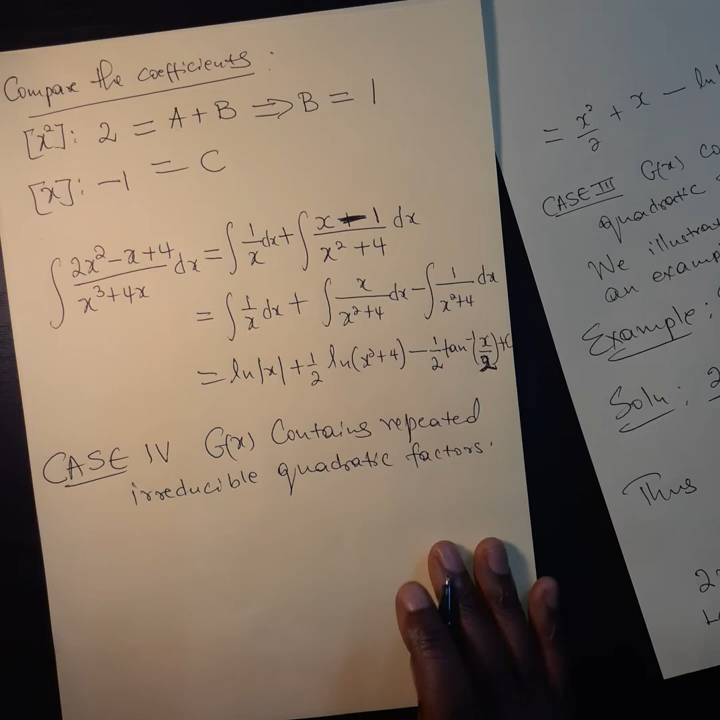 Compare the coefficients :
[x²]: 2 = A + B ⇒ B = 1
[x]: -1 = C
∫ (2x² - x + 4)/(x³ + 4x) dx = ∫ 1/x dx + ∫ (x - 1)/(x² + 4) dx
= ∫ 1/x dx + ∫ x/(x² + 4) dx - ∫ 1/(x² + 4) dx
= ln|x| + 1/2 ln(x² + 4) - 1/2 tan⁻¹(x/2) + C
CASE IV G(x) Contains repeated
irreducible quadratic factors.
= x²/2 + x - ln
CASE III G(x) co
quadratic
We illustra
an examp
Example :
Soln : 2
Thus
2